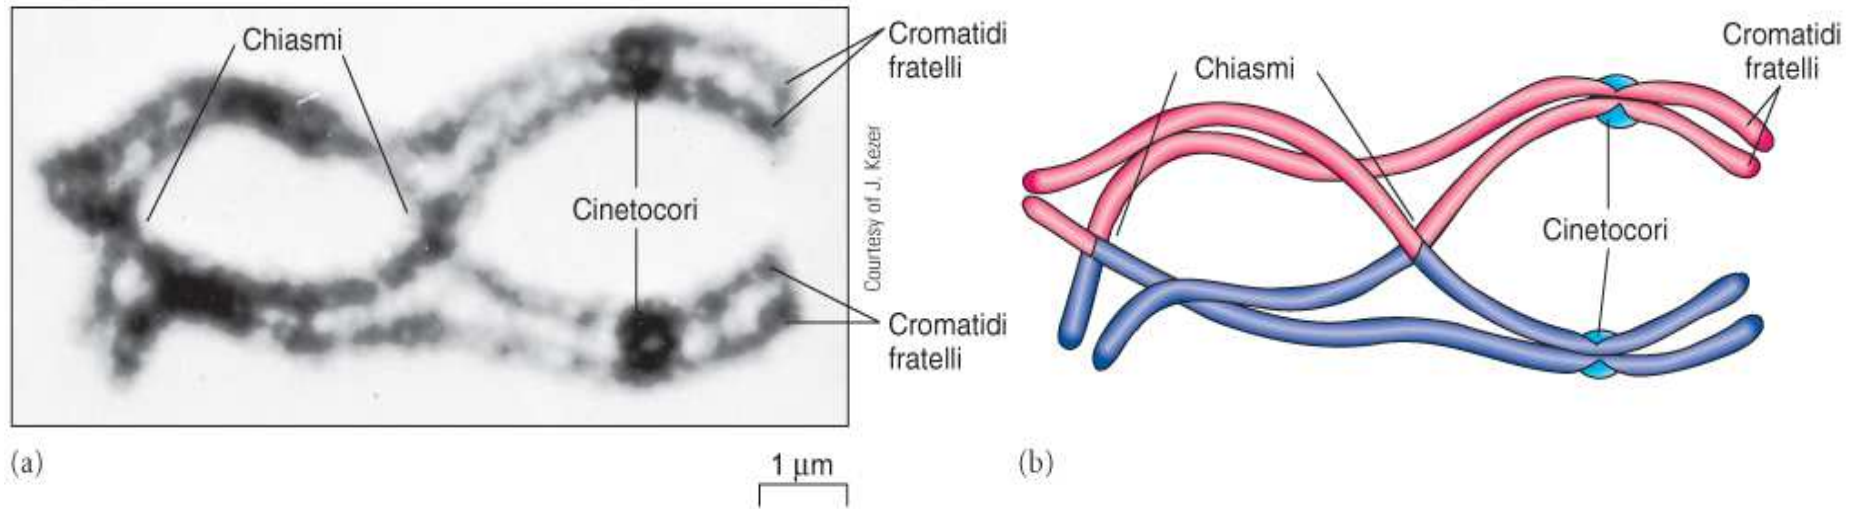 Chiasmi
Cromatidi
fratelli
Cinetocori
Courtesy of J. Kezer
Cromatidi
fratelli
(a)
1 µm
Chiasmi
Cromatidi
fratelli
Cinetocori
(b)